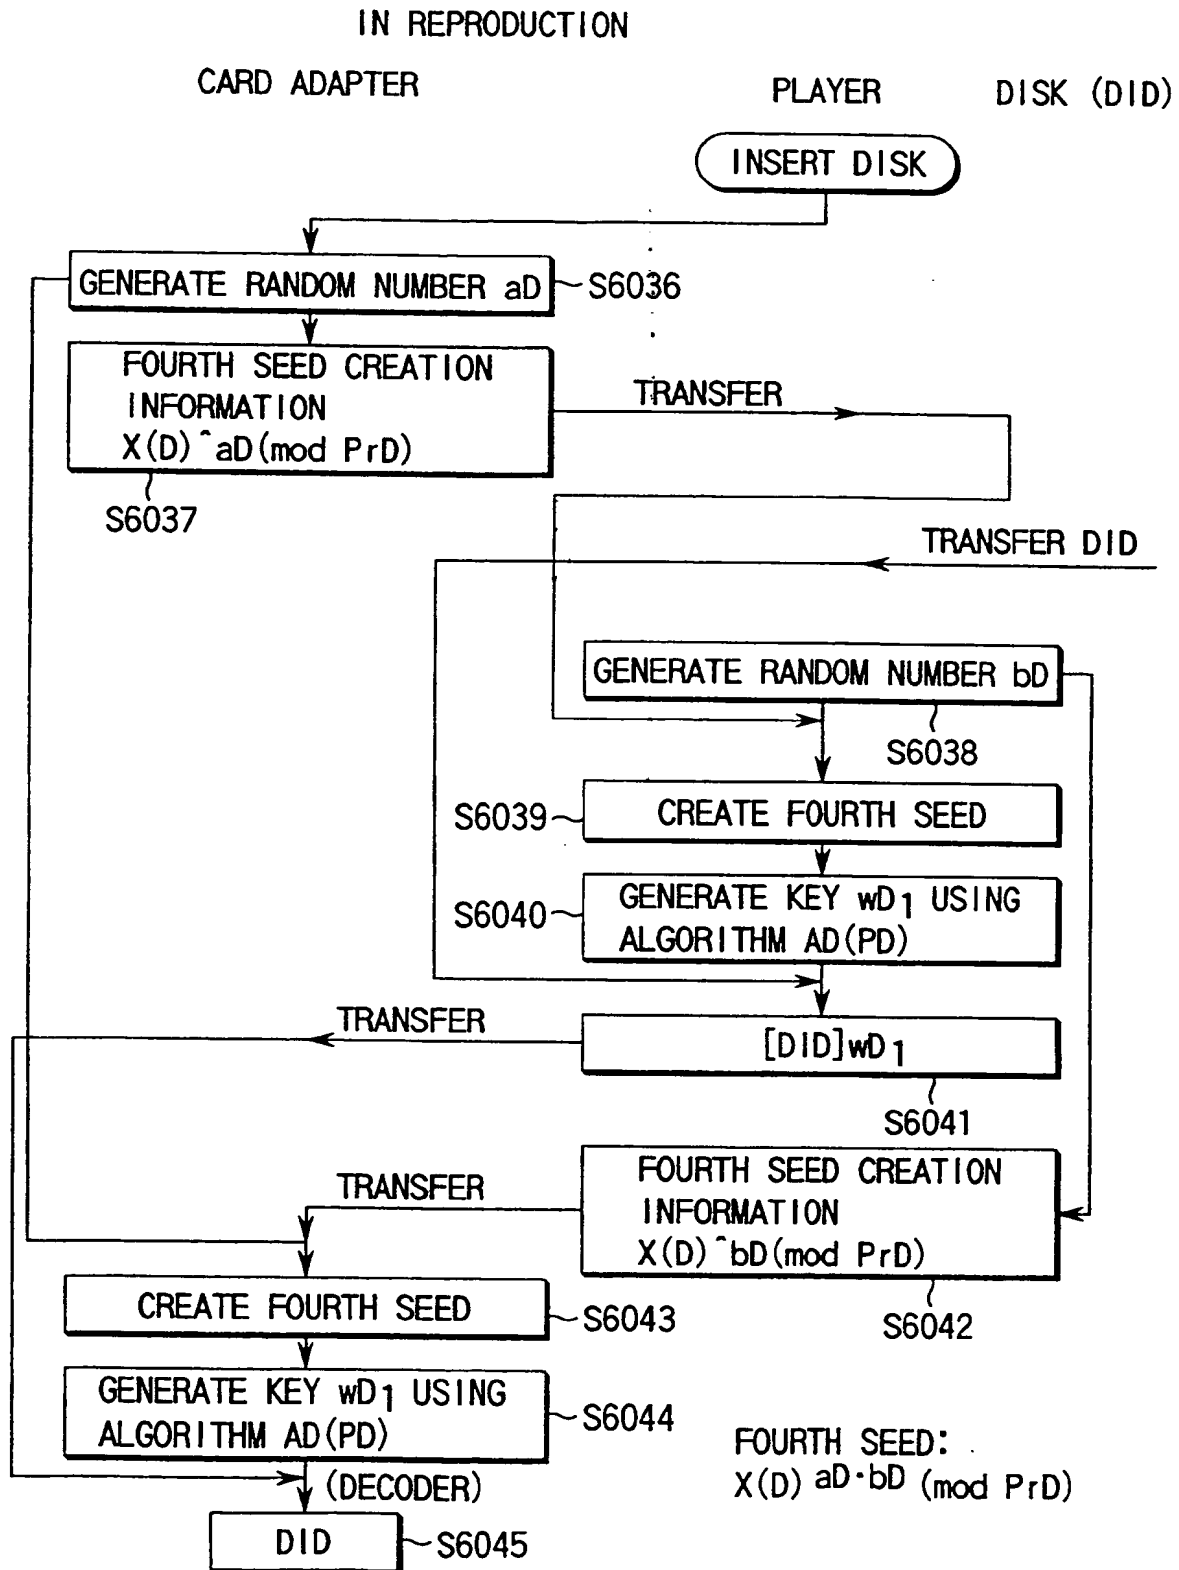 IN REPRODUCTION
CARD ADAPTER
PLAYER
DISK (DID)
INSERT DISK
GENERATE RANDOM NUMBER aD
S6036
FOURTH SEED CREATION
INFORMATION
X(D)^aD(mod PrD)
S6037
TRANSFER
TRANSFER DID
GENERATE RANDOM NUMBER bD
S6038
CREATE FOURTH SEED
S6039
GENERATE KEY wD1 USING
ALGORITHM AD(PD)
S6040
TRANSFER
[DID]wD1
S6041
FOURTH SEED CREATION
INFORMATION
X(D)^bD(mod PrD)
S6042
TRANSFER
CREATE FOURTH SEED
S6043
GENERATE KEY wD1 USING
ALGORITHM AD(PD)
S6044
(DECODER)
DID
S6045
FOURTH SEED:
X(D) aD·bD (mod PrD)